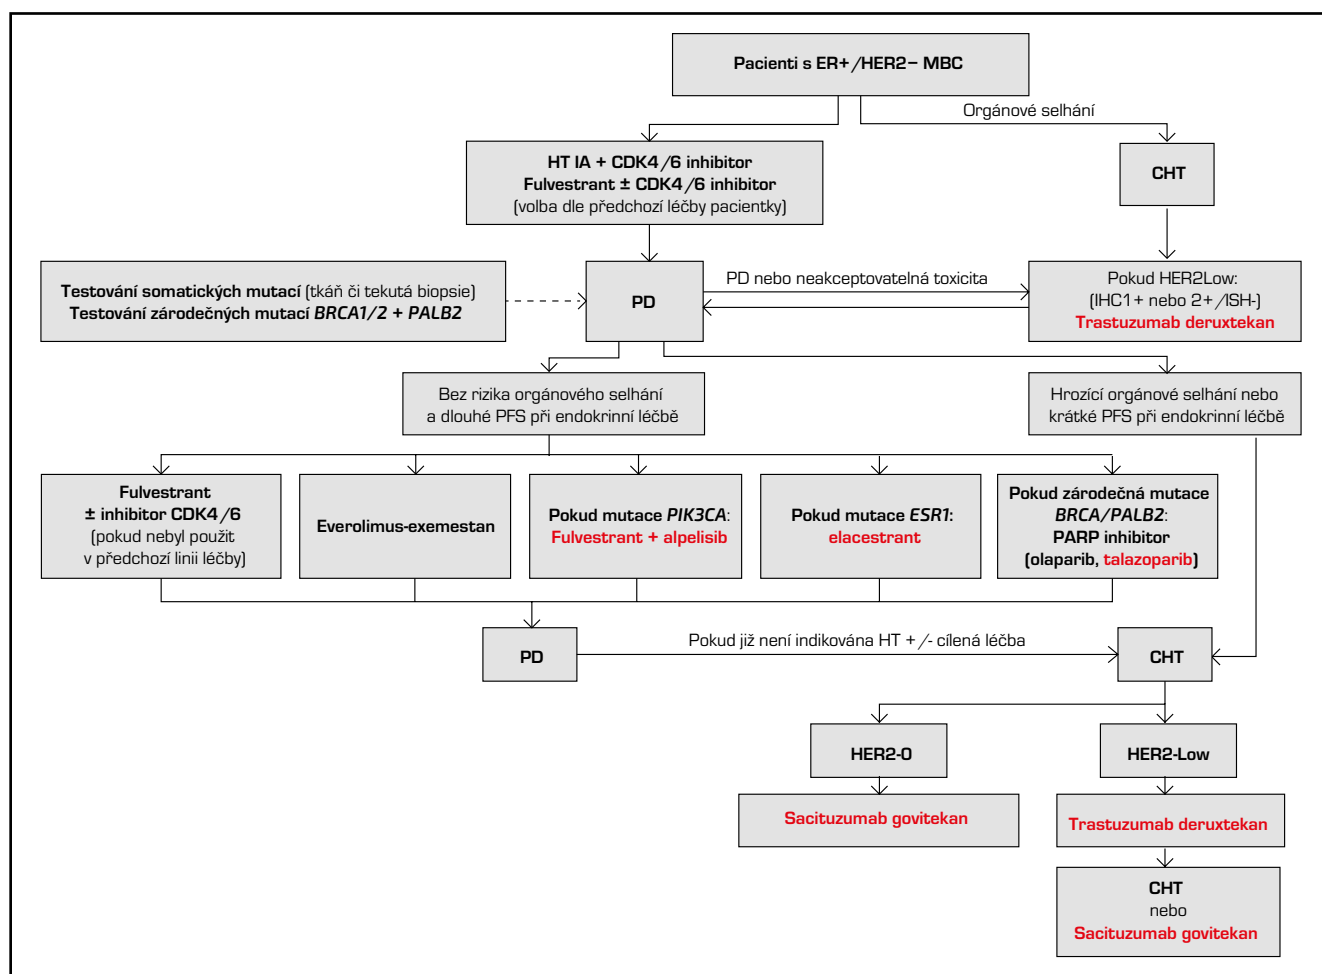 Pacienti s ER+/HER2– MBC
Orgánové selhání
HT IA + CDK4/6 inhibitor
Fulvestrant ± CDK4/6 inhibitor
(volba dle předchozí léčby pacientky)
CHT
Testování somatických mutací (tkáň či tekutá biopsie)
Testování zárodečných mutací BRCA1/2 + PALB2
PD
PD nebo neakceptovatelná toxicita
Pokud HER2Low:
(IHC1+ nebo 2+/ISH-)
Trastuzumab deruxtekan
Bez rizika orgánového selhání
a dlouhé PFS při endokrinní léčbě
Hrozící orgánové selhání nebo
krátké PFS při endokrinní léčbě
Fulvestrant
± inhibitor CDK4/6
(pokud nebyl použit
v předchozí linii léčby)
Everolimus-exemestan
Pokud mutace PIK3CA:
Fulvestrant + alpelisib
Pokud mutace ESR1:
elacestrant
Pokud zárodečná mutace
BRCA/PALB2:
PARP inhibitor
(olaparib, talazoparib)
PD
Pokud již není indikována HT +/- cílená léčba
CHT
HER2-0
HER2-Low
Sacituzumab govitekan
Trastuzumab deruxtekan
CHT
nebo
Sacituzumab govitekan